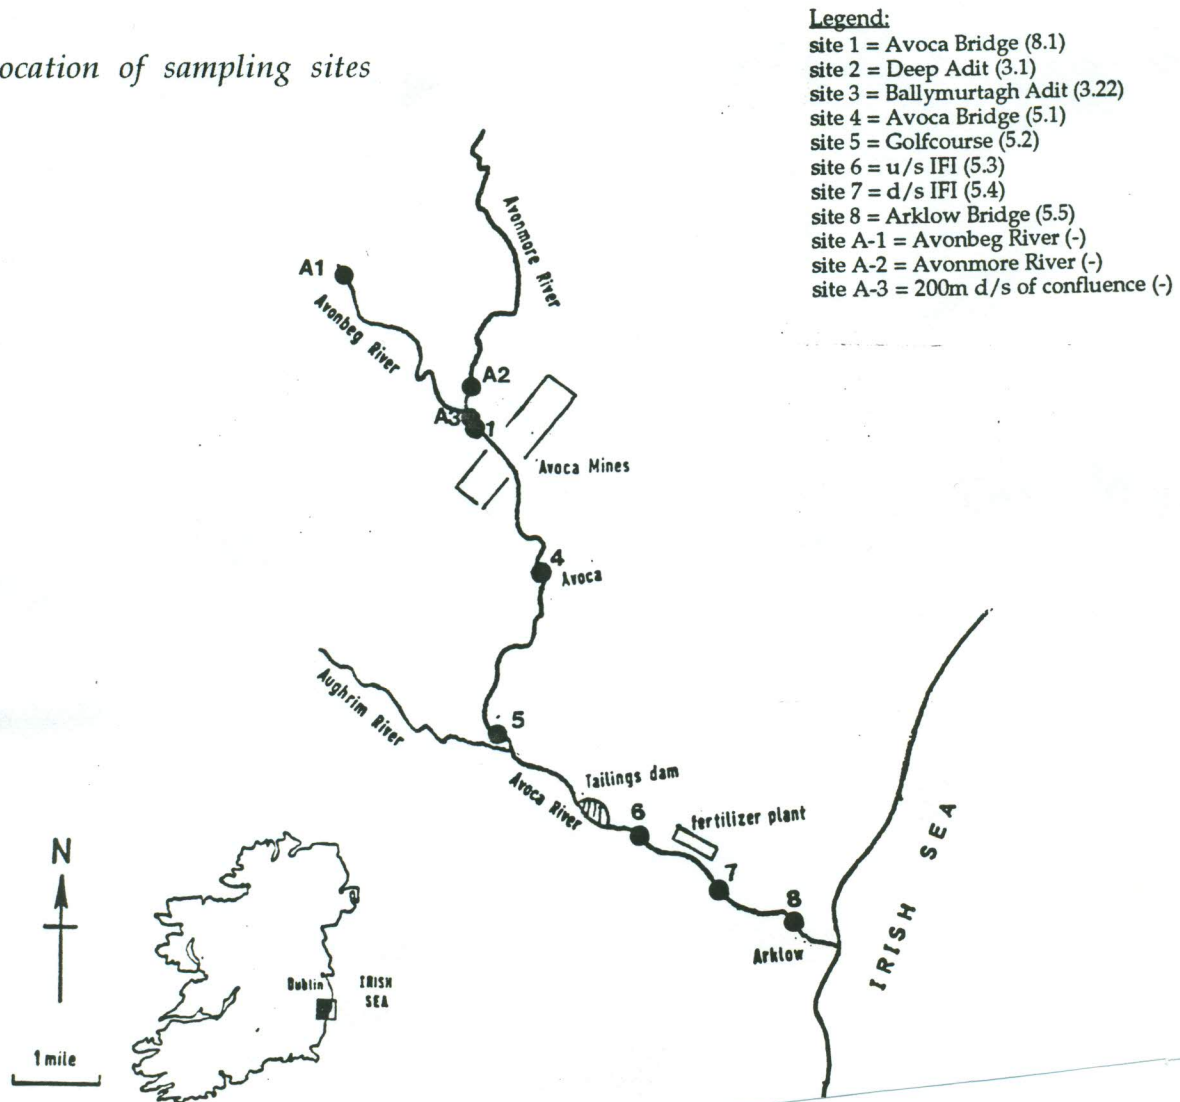 ocation of sampling sites
Legend:
site 1 = Avoca Bridge (8.1)
site 2 = Deep Adit (3.1)
site 3 = Ballymurtagh Adit (3.22)
site 4 = Avoca Bridge (5.1)
site 5 = Golfcourse (5.2)
site 6 = u/s IFI (5.3)
site 7 = d/s IFI (5.4)
site 8 = Arklow Bridge (5.5)
site A-1 = Avonbeg River (-)
site A-2 = Avonmore River (-)
site A-3 = 200m d/s of confluence (-)
Avonmore River
A1
Avonbeg River
A2
A3
1
Avoca Mines
4
Avoca
Aughrim River
5
Avoca River
Tailings dam
6
fertilizer plant
7
8
Arklow
IRISH SEA
N
Dublin
IRISH
SEA
1 mile